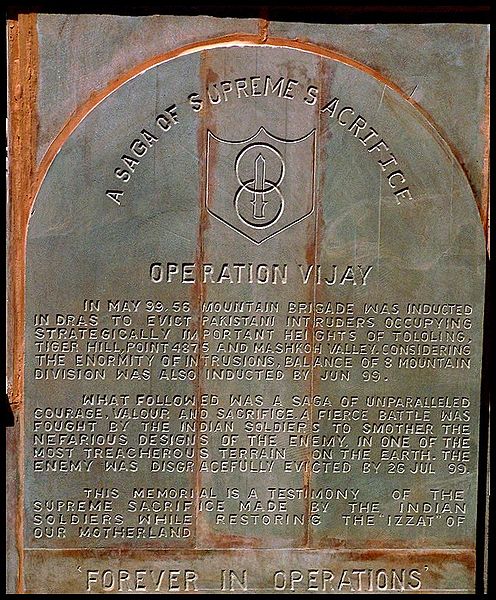 A SAGA OF SUPREME SACRIFICE
OPERATION VIJAY
IN MAY 99, 56 MOUNTAIN BRIGADE WAS INDUCTED
IN DRAS TO EVICT PAKISTANI INTRUDERS OCCUPYING
STRATEGICALLY IMPORTANT HEIGHTS OF TOLOLING,
TIGER HILL, POINT 4875 AND MASHKOH VALLEY. CONSIDERING
THE ENORMITY OF INTRUSIONS, BALANCE OF 8 MOUNTAIN
DIVISION WAS ALSO INDUCTED BY JUN 99.
WHAT FOLLOWED WAS A SAGA OF UNPARALLELED
COURAGE, VALOUR AND SACRIFICE. A FIERCE BATTLE WAS
FOUGHT BY THE INDIAN SOLDIERS TO SMOTHER THE
NEFARIOUS DESIGNS OF THE ENEMY, IN ONE OF THE
MOST TREACHEROUS TERRAIN ON THE EARTH. THE
ENEMY WAS DISGRACEFULLY EVICTED BY 26 JUL 99.
THIS MEMORIAL IS A TESTIMONY OF THE
SUPREME SACRIFICE MADE BY THE INDIAN
SOLDIERS WHILE RESTORING THE "IZZAT" OF
OUR MOTHERLAND
'FOREVER IN OPERATIONS'